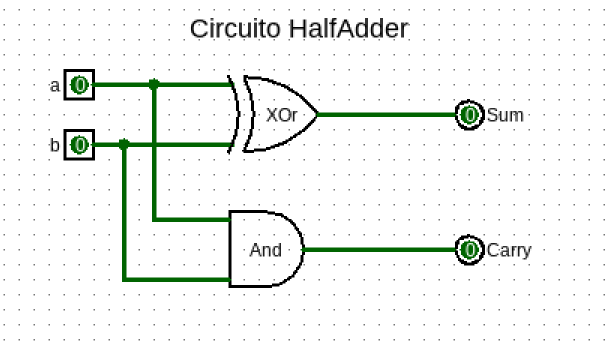 Circuito HalfAdder
a 0
XOr
0 Sum
b 0
And
0 Carry